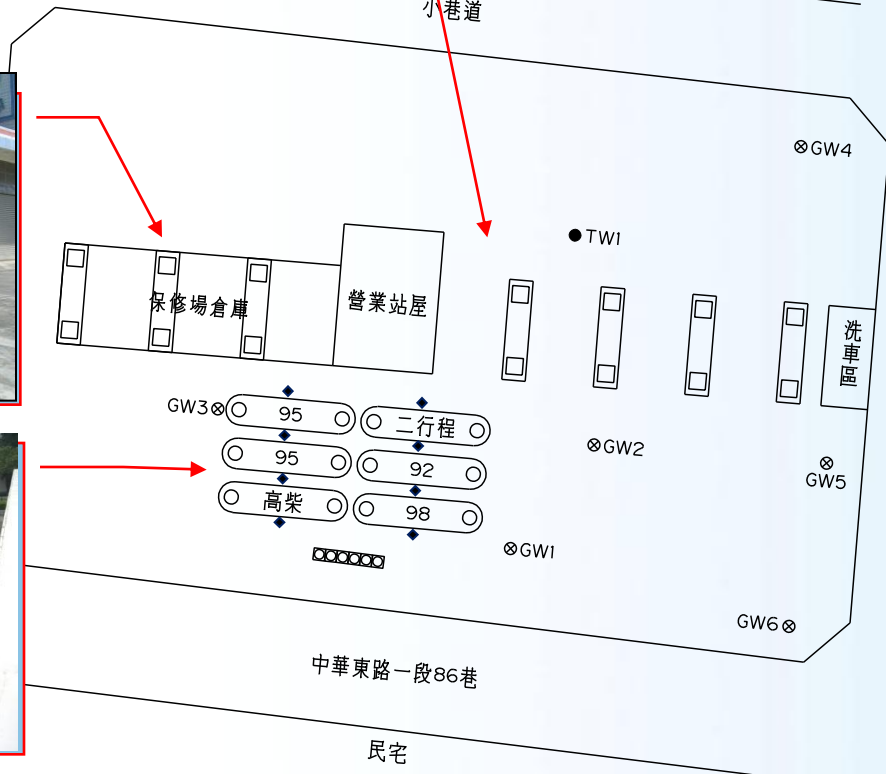 小巷道
GW4
TW1
保修場倉庫
營業站屋
洗車區
GW3
95
二行程
95
92
高柴
98
GW2
GW5
GW1
GW6
中華東路一段86巷
民宅